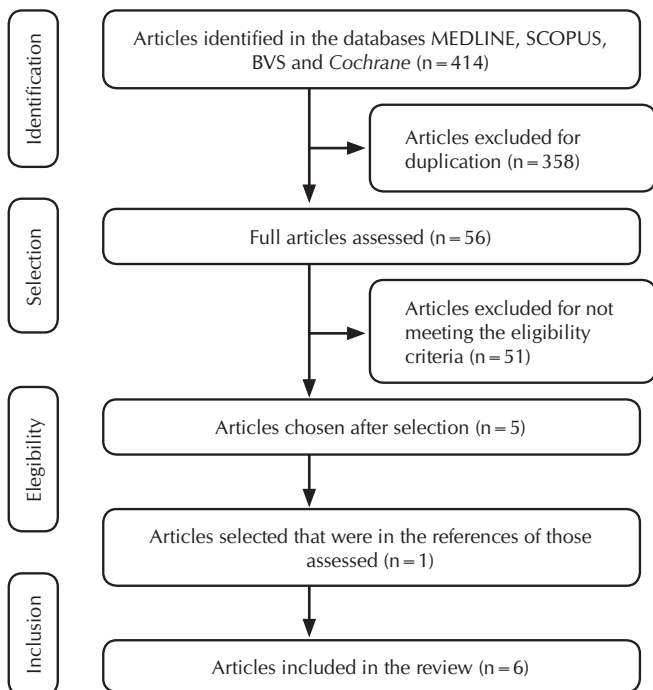 Identification
Articles identified in the databases MEDLINE, SCOPUS,
BVS and Cochrane (n=414)
Articles excluded for
duplication (n=358)
Selection
Full articles assessed (n=56)
Articles excluded for not
meeting the eligibility
criteria (n=51)
Elegibility
Articles chosen after selection (n=5)
Articles selected that were in the references of those
assessed (n=1)
Inclusion
Articles included in the review (n=6)